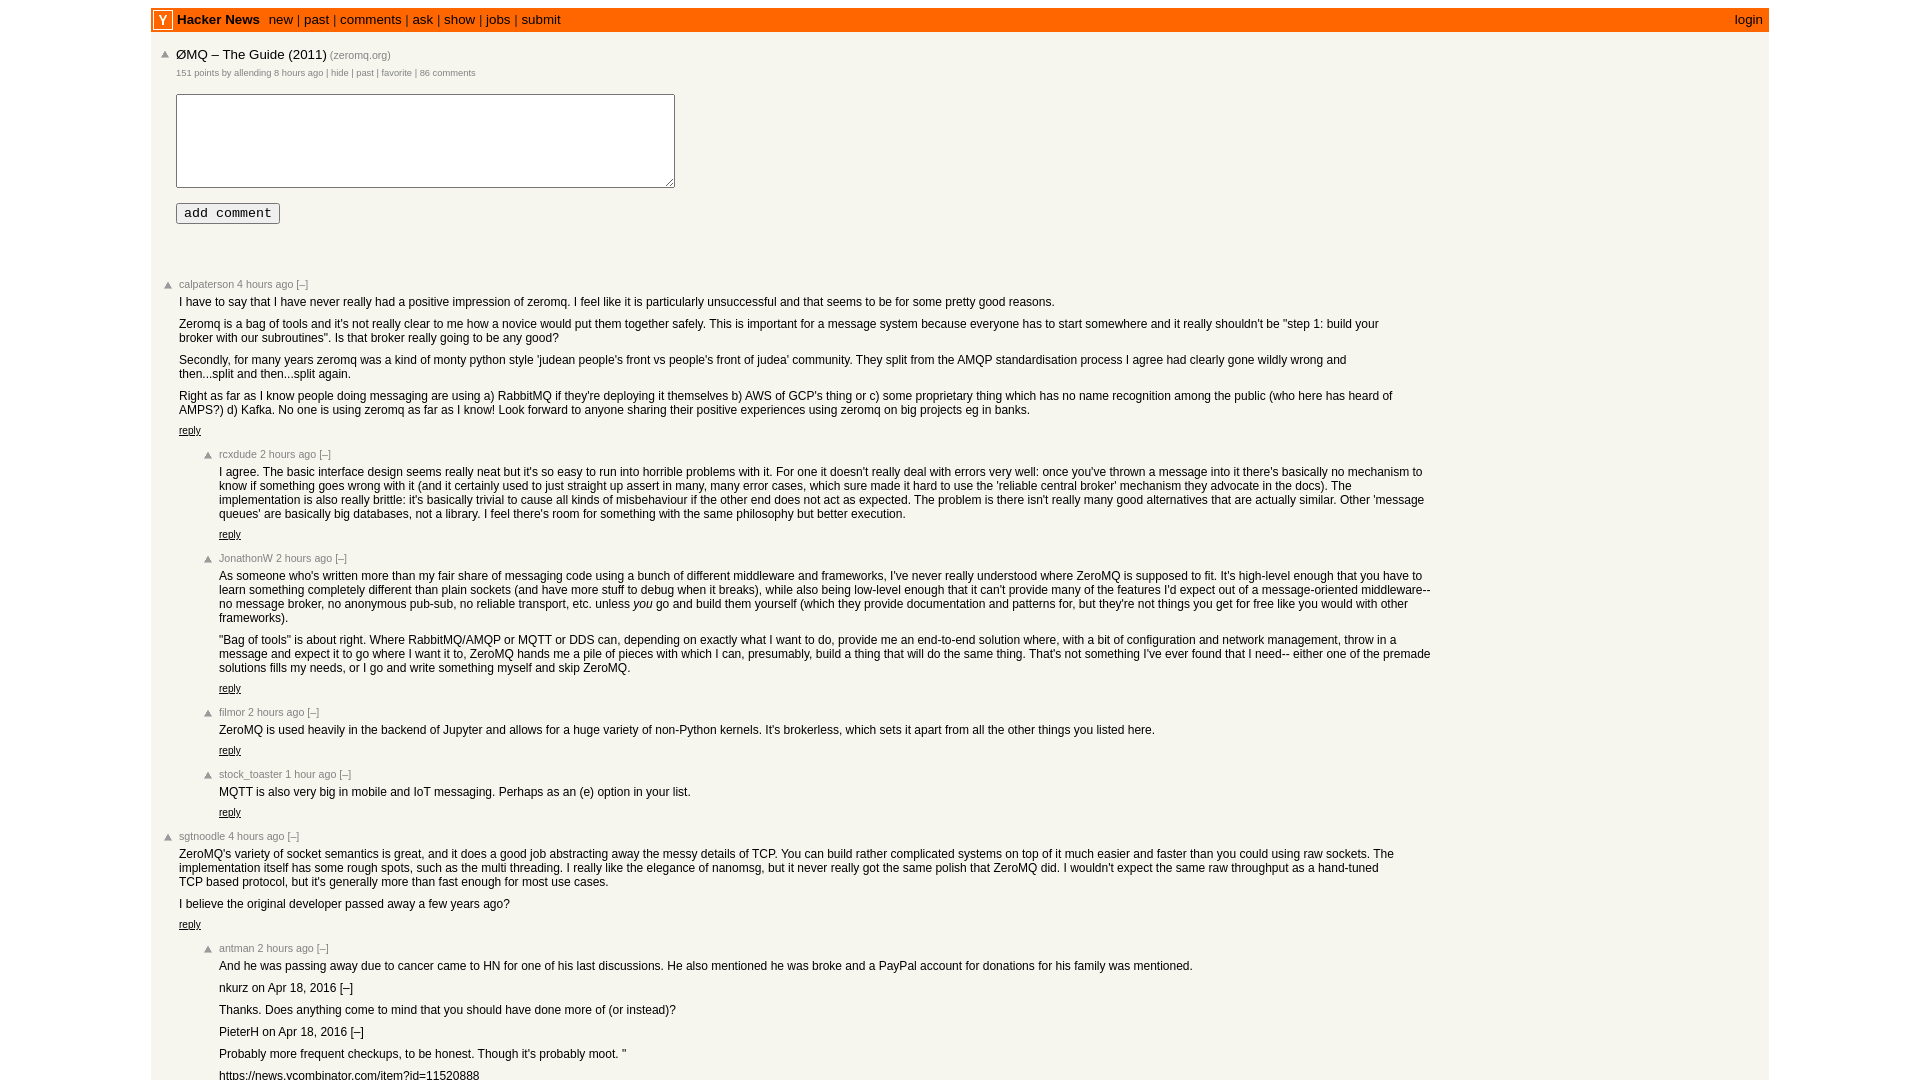 Y Hacker News new | past | comments | ask | show | jobs | submit login
ØMQ – The Guide (2011) (zeromq.org)
151 points by allending 8 hours ago | hide | past | favorite | 86 comments
add comment
calpaterson 4 hours ago [–]
I have to say that I have never really had a positive impression of zeromq. I feel like it is particularly unsuccessful and that seems to be for some pretty good reasons.
Zeromq is a bag of tools and it's not really clear to me how a novice would put them together safely. This is important for a message system because everyone has to start somewhere and it really shouldn't be "step 1: build your
broker with our subroutines". Is that broker really going to be any good?
Secondly, for many years zeromq was a kind of monty python style 'judean people's front vs people's front of judea' community. They split from the AMQP standardisation process I agree had clearly gone wildly wrong and
then...split and then...split again.
Right as far as I know people doing messaging are using a) RabbitMQ if they're deploying it themselves b) AWS of GCP's thing or c) some proprietary thing which has no name recognition among the public (who here has heard of
AMPS?) d) Kafka. No one is using zeromq as far as I know! Look forward to anyone sharing their positive experiences using zeromq on big projects eg in banks.
reply
rcxdude 2 hours ago [–]
I agree. The basic interface design seems really neat but it's so easy to run into horrible problems with it. For one it doesn't really deal with errors very well: once you've thrown a message into it there's basically no mechanism to
know if something goes wrong with it (and it certainly used to just straight up assert in many, many error cases, which sure made it hard to use the 'reliable central broker' mechanism they advocate in the docs). The
implementation is also really brittle: it's basically trivial to cause all kinds of misbehaviour if the other end does not act as expected. The problem is there isn't really many good alternatives that are actually similar. Other 'message
queues' are basically big databases, not a library. I feel there's room for something with the same philosophy but better execution.
reply
JonathonW 2 hours ago [–]
As someone who's written more than my fair share of messaging code using a bunch of different middleware and frameworks, I've never really understood where ZeroMQ is supposed to fit. It's high-level enough that you have to
learn something completely different than plain sockets (and have more stuff to debug when it breaks), while also being low-level enough that it can't provide many of the features I'd expect out of a message-oriented middleware--
no message broker, no anonymous pub-sub, no reliable transport, etc. unless you go and build them yourself (which they provide documentation and patterns for, but they're not things you get for free like you would with other
frameworks).
"Bag of tools" is about right. Where RabbitMQ/AMQP or MQTT or DDS can, depending on exactly what I want to do, provide me an end-to-end solution where, with a bit of configuration and network management, throw in a
message and expect it to go where I want it to, ZeroMQ hands me a pile of pieces with which I can, presumably, build a thing that will do the same thing. That's not something I've ever found that I need-- either one of the premade
solutions fills my needs, or I go and write something myself and skip ZeroMQ.
reply
filmor 2 hours ago [–]
ZeroMQ is used heavily in the backend of Jupyter and allows for a huge variety of non-Python kernels. It's brokerless, which sets it apart from all the other things you listed here.
reply
stock_toaster 1 hour ago [–]
MQTT is also very big in mobile and IoT messaging. Perhaps as an (e) option in your list.
reply
sgtnoodle 4 hours ago [–]
ZeroMQ's variety of socket semantics is great, and it does a good job abstracting away the messy details of TCP. You can build rather complicated systems on top of it much easier and faster than you could using raw sockets. The
implementation itself has some rough spots, such as the multi threading. I really like the elegance of nanomsg, but it never really got the same polish that ZeroMQ did. I wouldn't expect the same raw throughput as a hand-tuned
TCP based protocol, but it's generally more than fast enough for most use cases.
I believe the original developer passed away a few years ago?
reply
antman 2 hours ago [–]
And he was passing away due to cancer came to HN for one of his last discussions. He also mentioned he was broke and a PayPal account for donations for his family was mentioned.
nkurz on Apr 18, 2016 [–]
Thanks. Does anything come to mind that you should have done more of (or instead)?
PieterH on Apr 18, 2016 [–]
Probably more frequent checkups, to be honest. Though it's probably moot. "
https://news.ycombinator.com/item?id=11520888